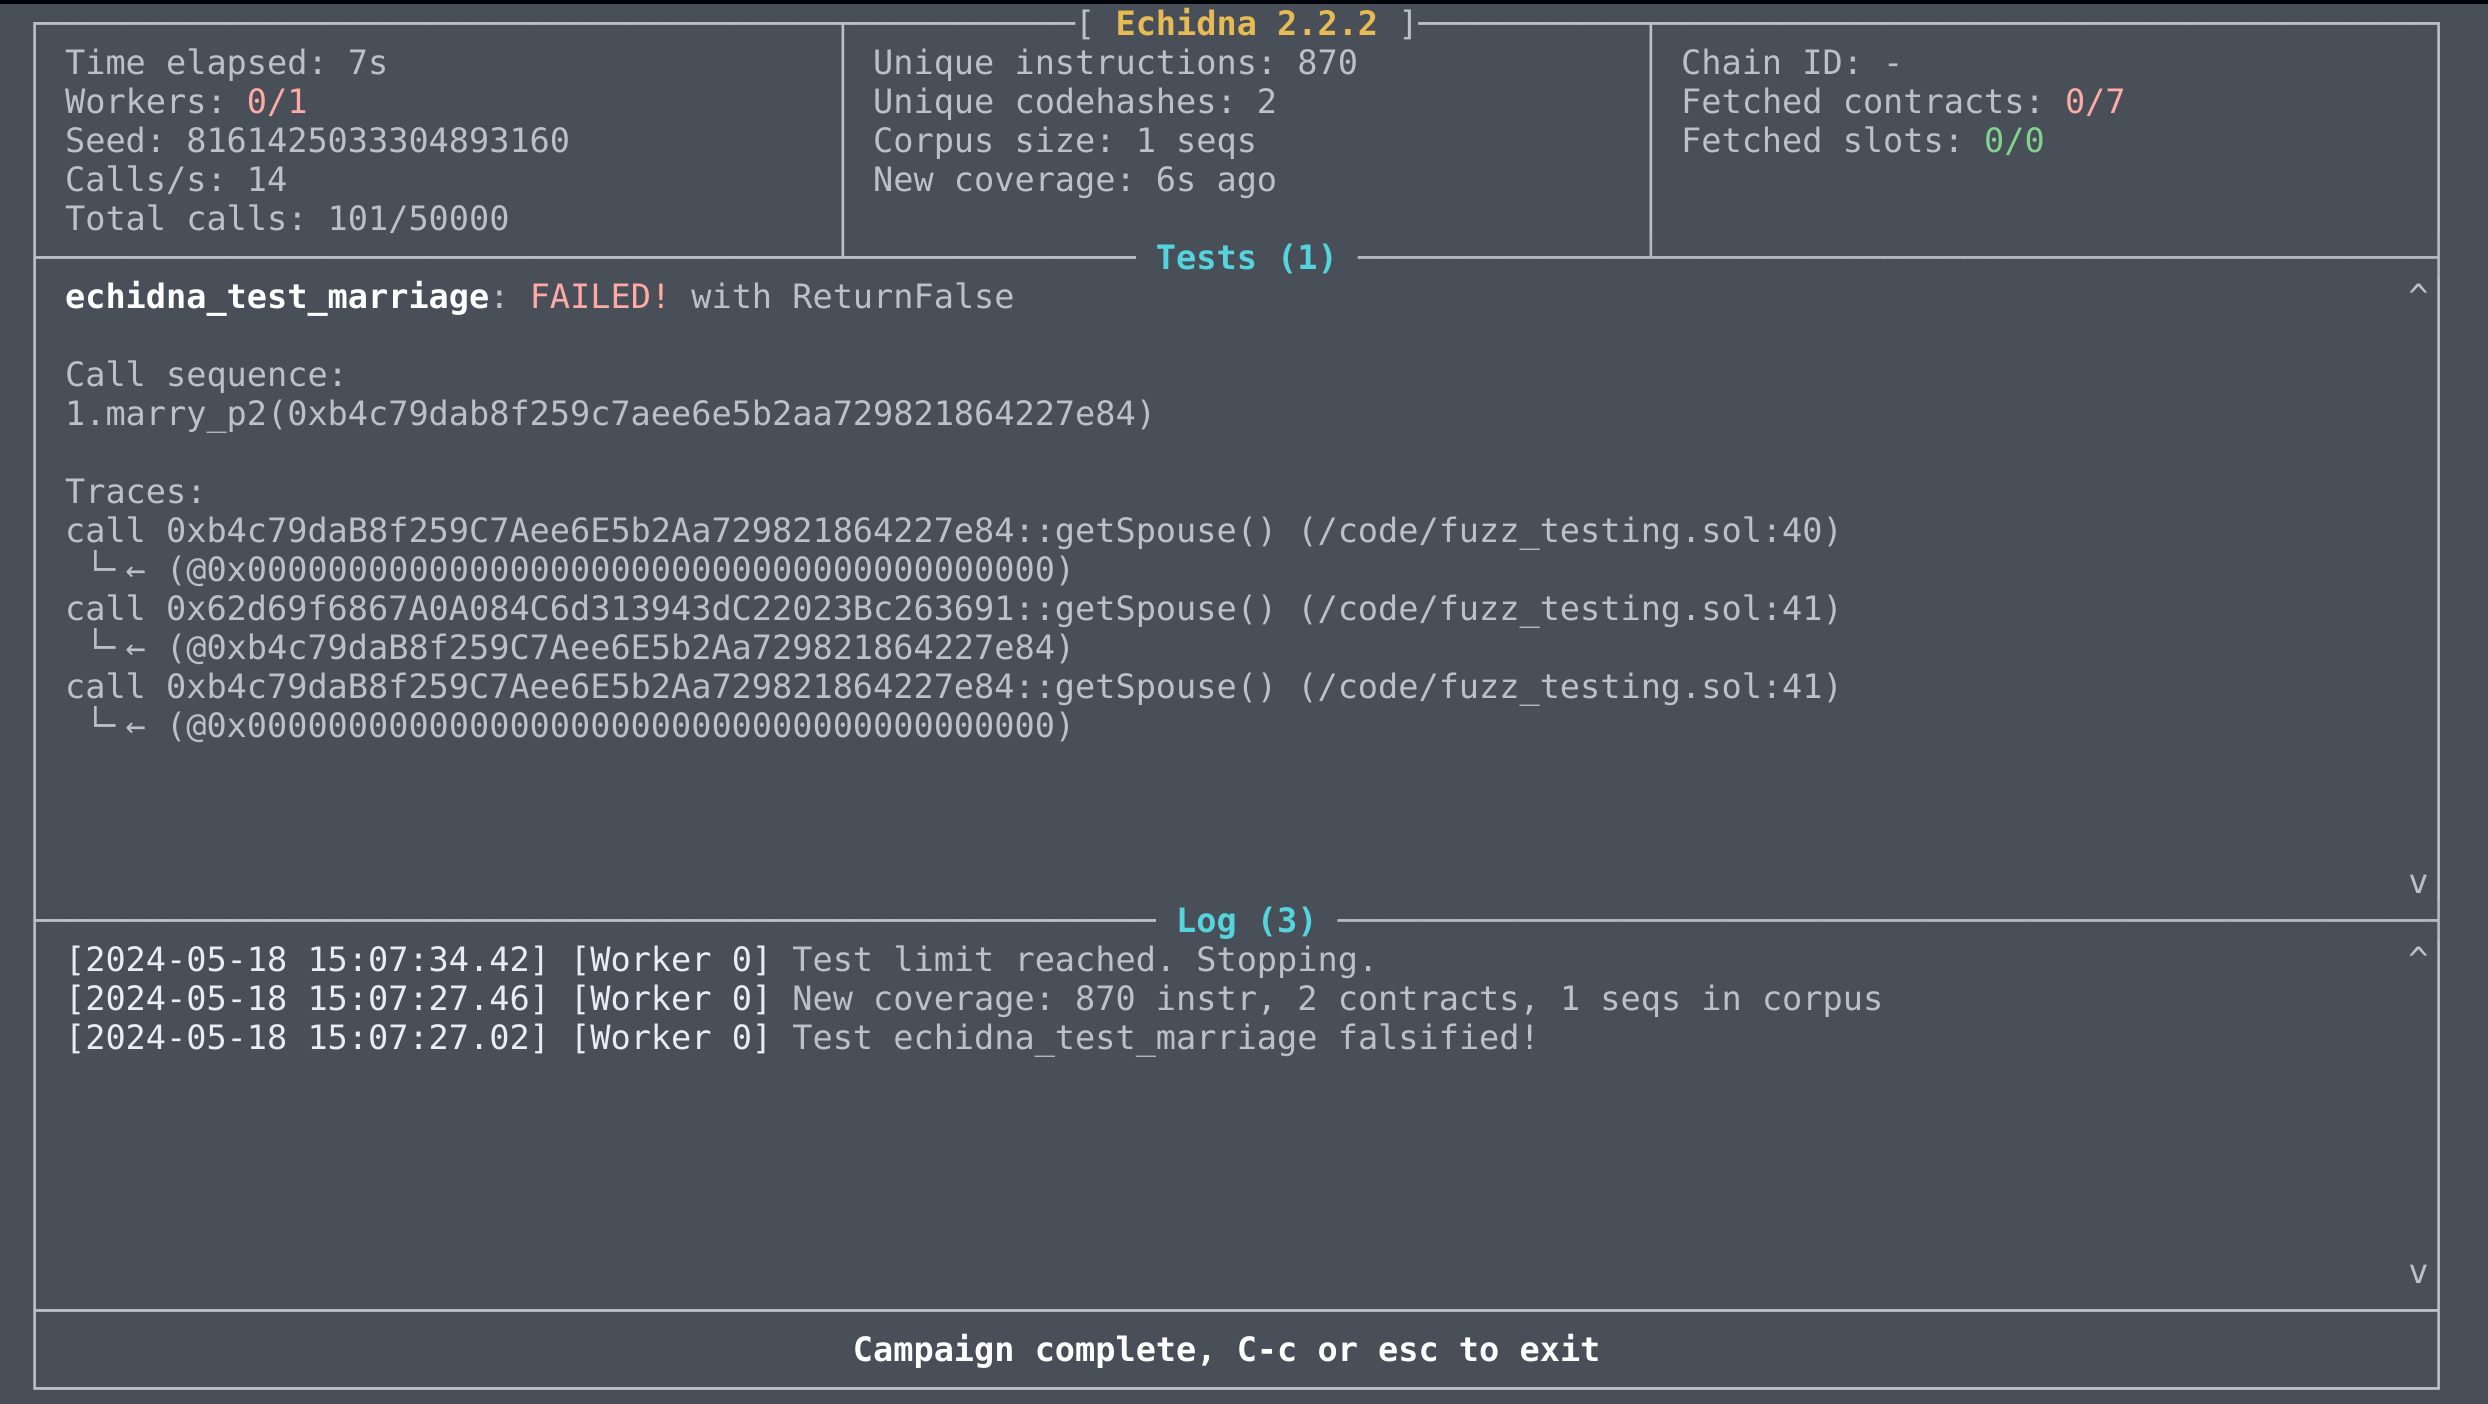 [ Echidna 2.2.2 ]
Time elapsed: 7s
Workers: 0/1
Seed: 8161425033304893160
Calls/s: 14
Total calls: 101/50000
Unique instructions: 870
Unique codehashes: 2
Corpus size: 1 seqs
New coverage: 6s ago
Chain ID: -
Fetched contracts: 0/7
Fetched slots: 0/0
Tests (1)
echidna_test_marriage: FAILED! with ReturnFalse
^
Call sequence:
1.marry_p2(0xb4c79dab8f259c7aee6e5b2aa729821864227e84)
Traces:
call 0xb4c79daB8f259C7Aee6E5b2Aa729821864227e84::getSpouse() (/code/fuzz_testing.sol:40)
└╴← (@0x0000000000000000000000000000000000000000)
call 0x62d69f6867A0A084C6d313943dC22023Bc263691::getSpouse() (/code/fuzz_testing.sol:41)
└╴← (@0xb4c79daB8f259C7Aee6E5b2Aa729821864227e84)
call 0xb4c79daB8f259C7Aee6E5b2Aa729821864227e84::getSpouse() (/code/fuzz_testing.sol:41)
└╴← (@0x0000000000000000000000000000000000000000)
v
Log (3)
[2024-05-18 15:07:34.42] [Worker 0] Test limit reached. Stopping.
^
[2024-05-18 15:07:27.46] [Worker 0] New coverage: 870 instr, 2 contracts, 1 seqs in corpus
[2024-05-18 15:07:27.02] [Worker 0] Test echidna_test_marriage falsified!
v
Campaign complete, C-c or esc to exit